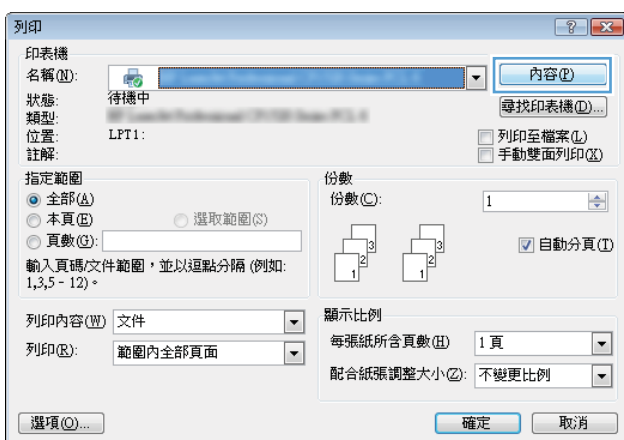 列印
印表機
名稱(N):
內容(P)
狀態: 待機中
尋找印表機(D)...
類型:
位置: LPT1:
列印至檔案(L)
註解:
手動雙面列印(X)
指定範圍
全部(A)
本頁(E) 選取範圍(S)
頁數(G):
輸入頁碼/文件範圍，並以逗點分隔 (例如:
1,3,5 - 12)。
份數
份數(C): 1
1 2 3 1 2 3
自動分頁(T)
列印內容(W) 文件
列印(R): 範圍內全部頁面
顯示比例
每張紙所含頁數(H) 1 頁
配合紙張調整大小(Z): 不變更比例
選項(O)...
確定 取消